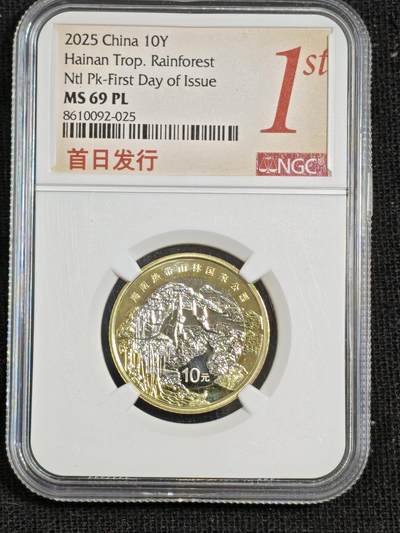 2025 China 10Y
Hainan Trop. Rainforest
Ntl Pk-First Day of Issue
MS 69 PL
8610092-025
首日发行
1st
NGC
海南热带雨林国家公园
10元